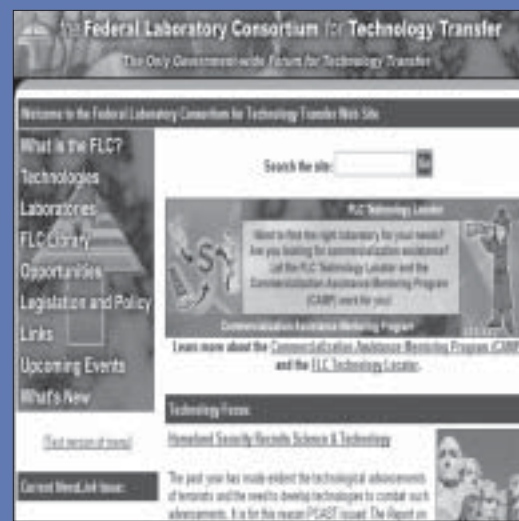 the Federal Laboratory Consortium for Technology Transfer
The Only Government-wide Forum for Technology Transfer
Welcome to the Federal Laboratory Consortium for Technology Transfer Web Site
What is the FLC?
Technologies
Laboratories
FLC Library
Opportunities
Legislation and Policy
Links
Upcoming Events
What's New
[Text version of menu]
Current NewsLink Issue:
Search the site:
Go
FLC Technology Locator
Want to find the right laboratory for your needs?
Are you looking for commercialization assistance?
Let the FLC Technology Locator and the
Commercialization Assistance Mentoring Program
(CAMP) work for you!
Commercialization Assistance Mentoring Program
Learn more about the Commercialization Assistance Mentoring Program (CAMP)
and the FLC Technology Locator.
Technology Focus:
Homeland Security Science & Technology
The past year has made evident the technological advancements
of terrorists and the need to develop technologies to combat such
advancements. It is for this reason PCAST issued The Report on